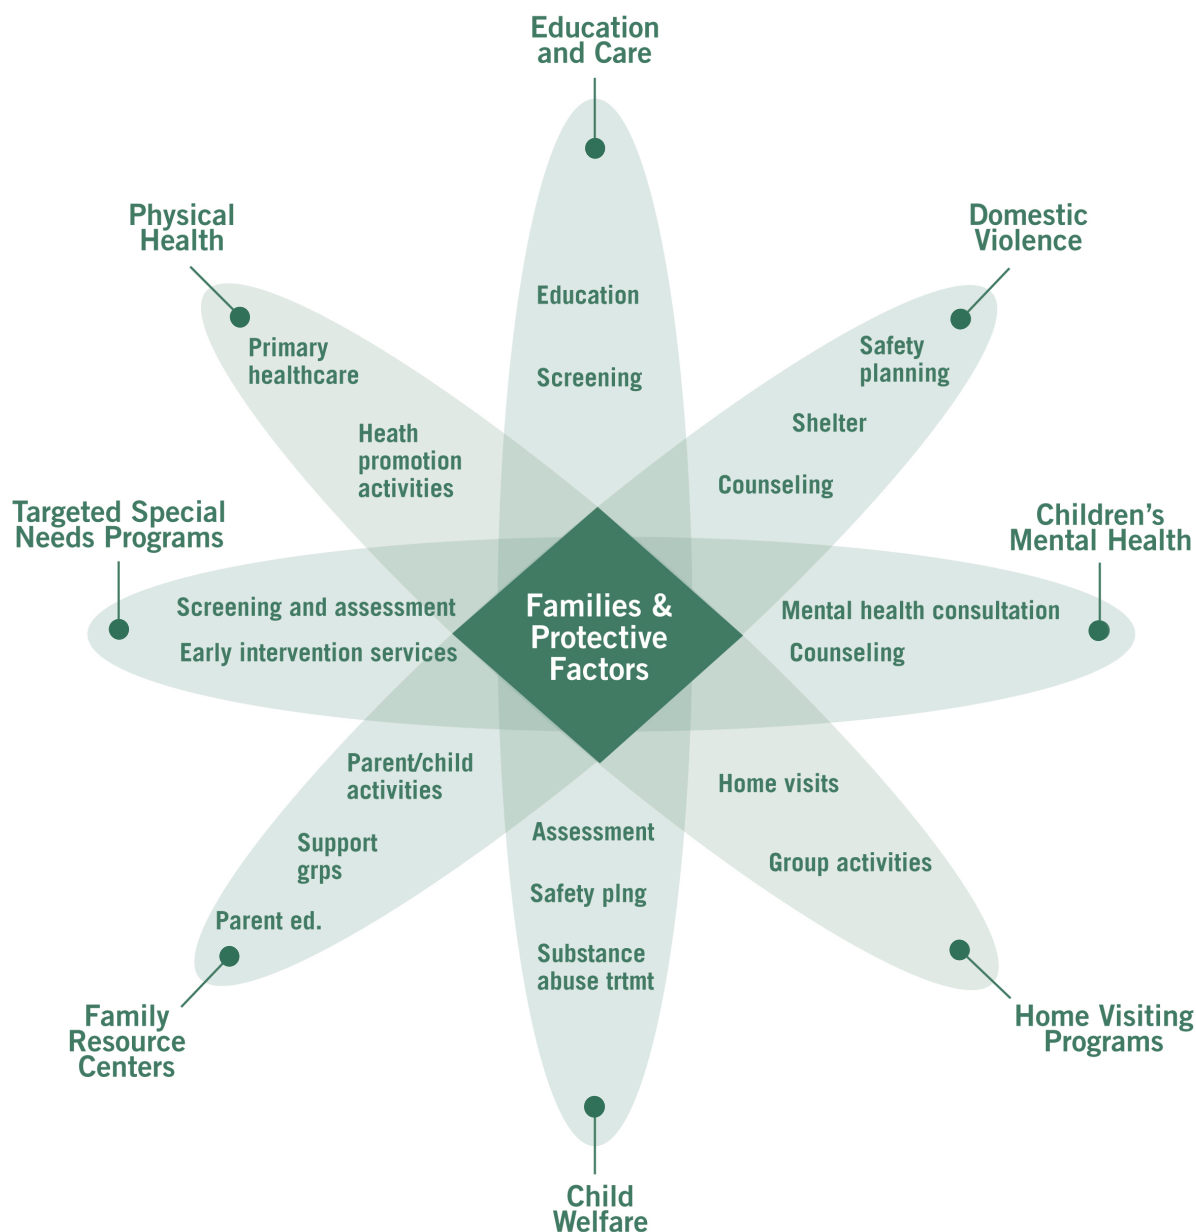 Education
and Care
Physical
Health
Domestic
Violence
Education
Screening
Primary
healthcare
Heath
promotion
activities
Safety
planning
Shelter
Counseling
Targeted Special
Needs Programs
Children's
Mental Health
Screening and assessment
Early intervention services
Families &
Protective
Factors
Mental health consultation
Counseling
Parent/child
activities
Support
grps
Parent ed.
Assessment
Safety plng
Substance
abuse trtmt
Home visits
Group activities
Family
Resource
Centers
Home Visiting
Programs
Child
Welfare